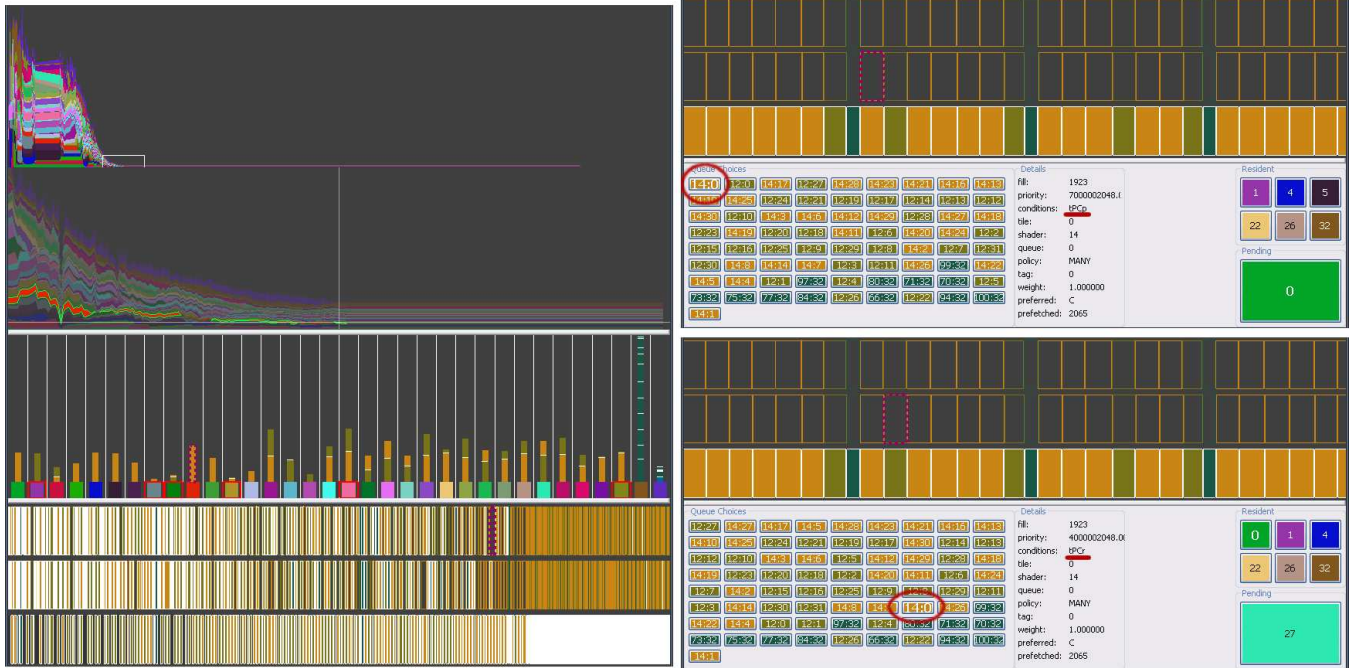 Queue Choices
14:0 12:0 14:17 12:27 14:28 14:23 14:21 14:16 14:13
14:25 12:24 12:21 12:19 12:17 12:14 12:13 12:12
14:30 12:10 14:3 14:6 14:12 14:29 12:28 14:27 14:18
12:23 14:19 12:20 12:18 14:11 12:6 14:20 14:24 12:2
12:15 12:16 12:25 12:9 12:29 12:8 14:2 12:7 12:31
12:30 14:8 14:14 14:7 12:3 12:11 14:26 99:32 14:22
14:5 14:4 12:1 97:32 12:4 80:32 71:32 70:32 12:5
73:32 75:32 77:32 84:32 12:26 66:32 12:22 94:32 100:32
14:1
Details
fill: 1923
priority: 7000002048.(
conditions: tPCp
tile: 0
shader: 14
queue: 0
policy: MANY
tag: 0
weight: 1.000000
preferred: C
prefetched: 2065
Resident
1 4 5
22 26 32
Pending
0
Queue Choices
12:27 14:27 14:17 14:5 14:28 14:23 14:21 14:16 14:13
14:10 14:25 12:24 12:21 12:19 12:17 14:30 12:14 12:13
12:12 12:10 14:3 14:6 12:5 14:12 14:29 12:28 14:18
14:19 12:23 12:20 12:18 12:2 14:20 14:11 12:6 14:24
12:7 14:2 12:15 12:16 12:25 12:9 12:29 12:11
12:3 14:14 12:30 12:31 14:8 14:0 14:26 99:32
14:22 14:4 12:0 12:1 97:32 12:4 80:32 71:32 70:32
73:32 75:32 77:32 84:32 12:26 66:32 12:22 94:32 100:32
14:1
Details
fill: 1923
priority: 4000002048.0(
conditions: tPCr
tile: 0
shader: 14
queue: 0
policy: MANY
tag: 0
weight: 1.000000
preferred: C
prefetched: 2065
Resident
0 1 4
22 26 32
Pending
27